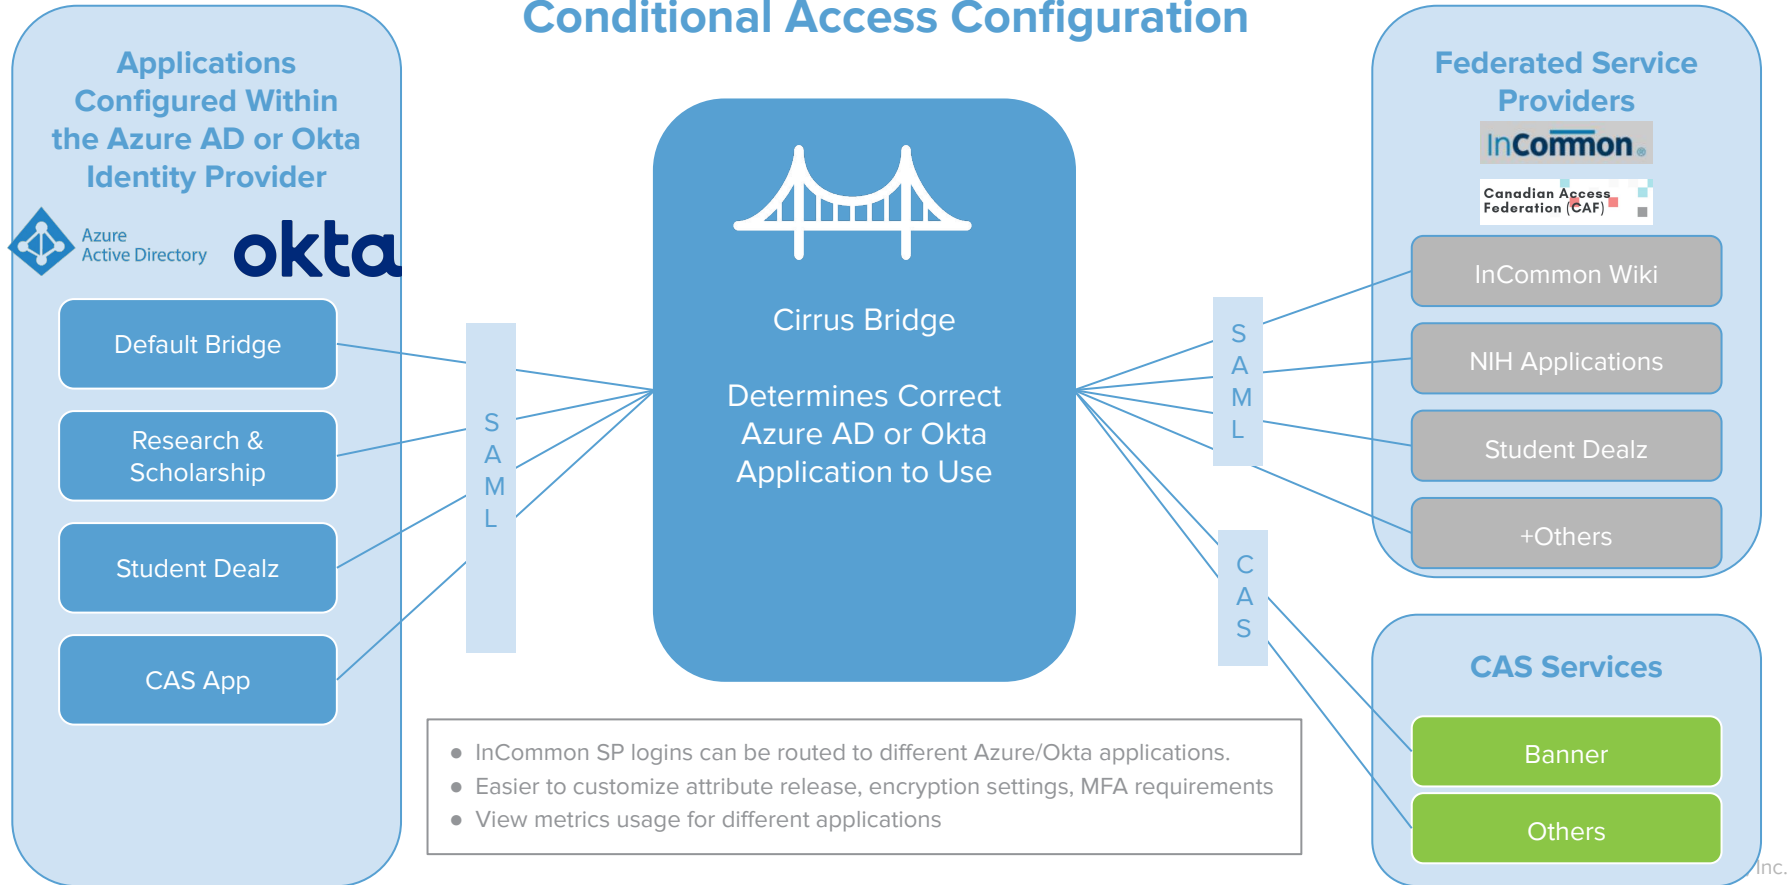 Conditional Access Configuration
Applications
Configured Within
the Azure AD or Okta
Identity Provider
Azure
Active Directory
okta
Default Bridge
Research &
Scholarship
Student Dealz
CAS App
S
A
M
L
Cirrus Bridge
Determines Correct
Azure AD or Okta
Application to Use
S
A
M
L
C
A
S
Federated Service
Providers
InCommon®
Canadian Access
Federation (CAF)
InCommon Wiki
NIH Applications
Student Dealz
+Others
CAS Services
Banner
Others
● InCommon SP logins can be routed to different Azure/Okta applications.
● Easier to customize attribute release, encryption settings, MFA requirements
● View metrics usage for different applications
Inc.